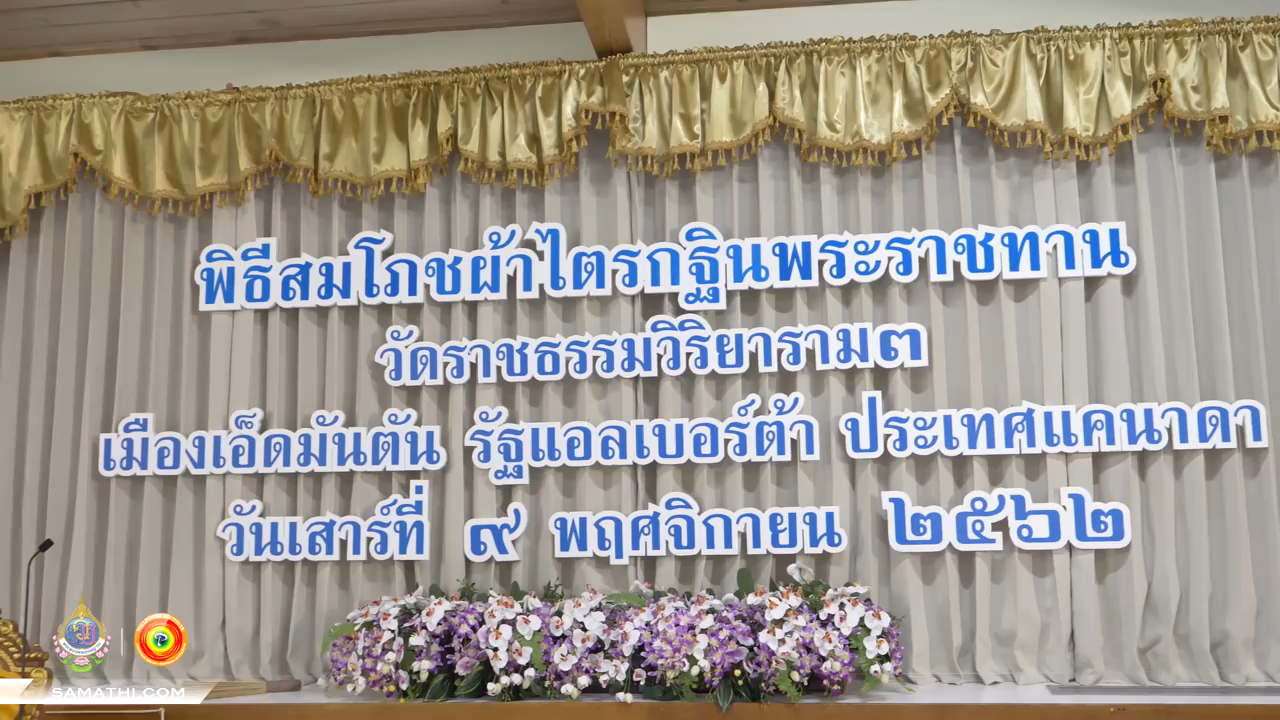 พิธีสมโภชผ้าไตรกฐินพระราชทาน
วัดราชธรรมวิริยาราม๓
เมืองเอ็ดมันตัน รัฐแอลเบอร์ต้า ประเทศแคนาดา
วันเสาร์ที่ ๙ พฤศจิกายน ๒๕๖๒
SAMATHI.COM